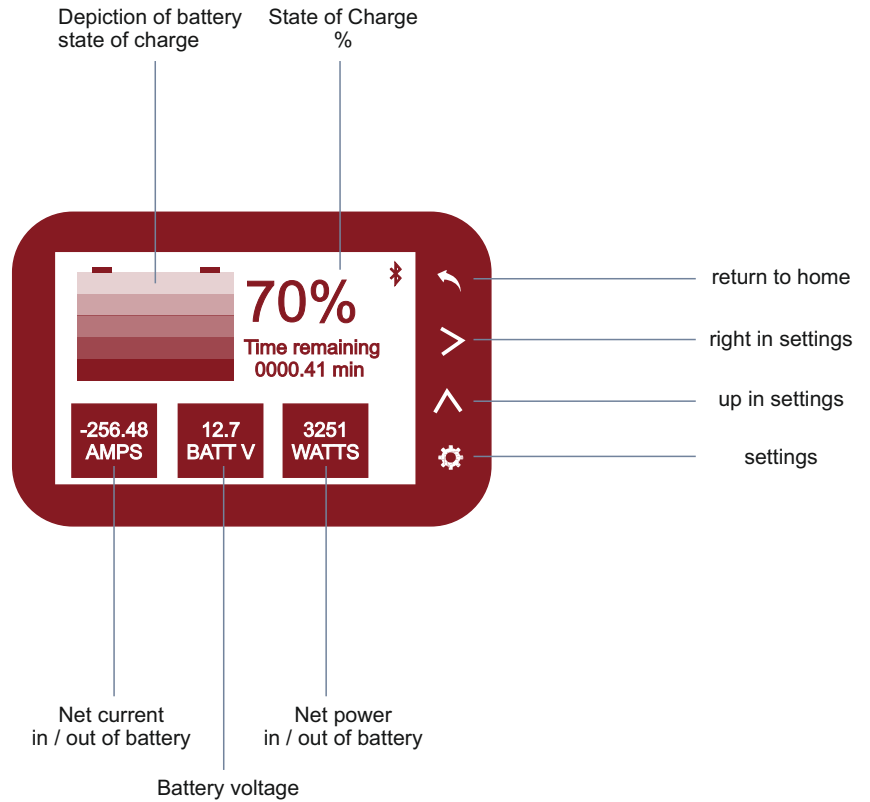 Depiction of battery
state of charge
State of Charge
%
70%
Time remaining
0000.41 min
-256.48
AMPS
12.7
BATT V
3251
WATTS
return to home
right in settings
up in settings
settings
Net current
in / out of battery
Net power
in / out of battery
Battery voltage